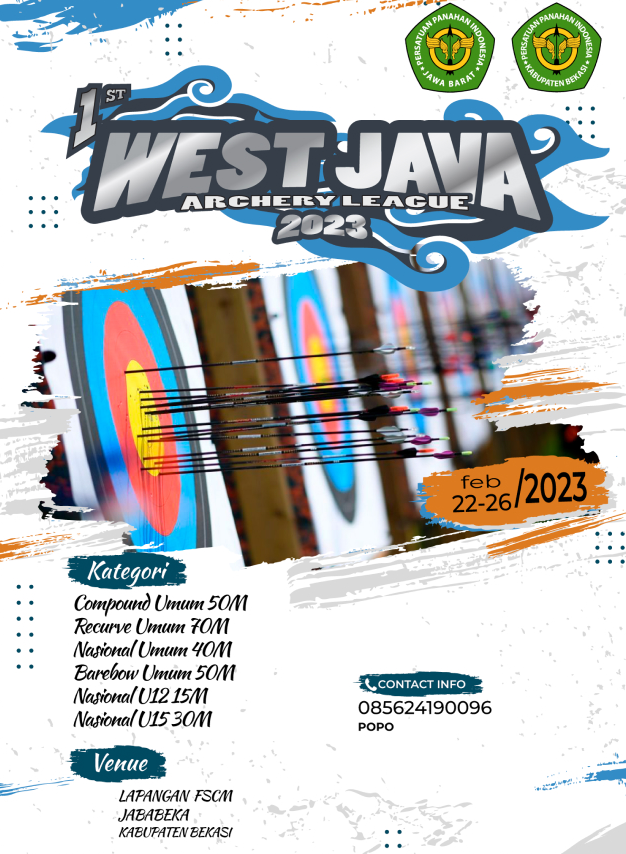 PERSATUAN PANAHAN INDONESIA
JAWA BARAT
PERSATUAN PANAHAN INDONESIA
KABUPATEN BEKASI
1ST
WEST JAVA
ARCHERY LEAGUE
2023
feb
22-26/2023
Kategori
Compound Umum 50M
Recurve Umum 70M
Nasional Umum 40M
Barebow Umum 50M
Nasional U12 15M
Nasional U15 30M
CONTACT INFO
085624190096
POPO
Venue
LAPANGAN FSCM
JABABEKA
KABUPATEN BEKASI